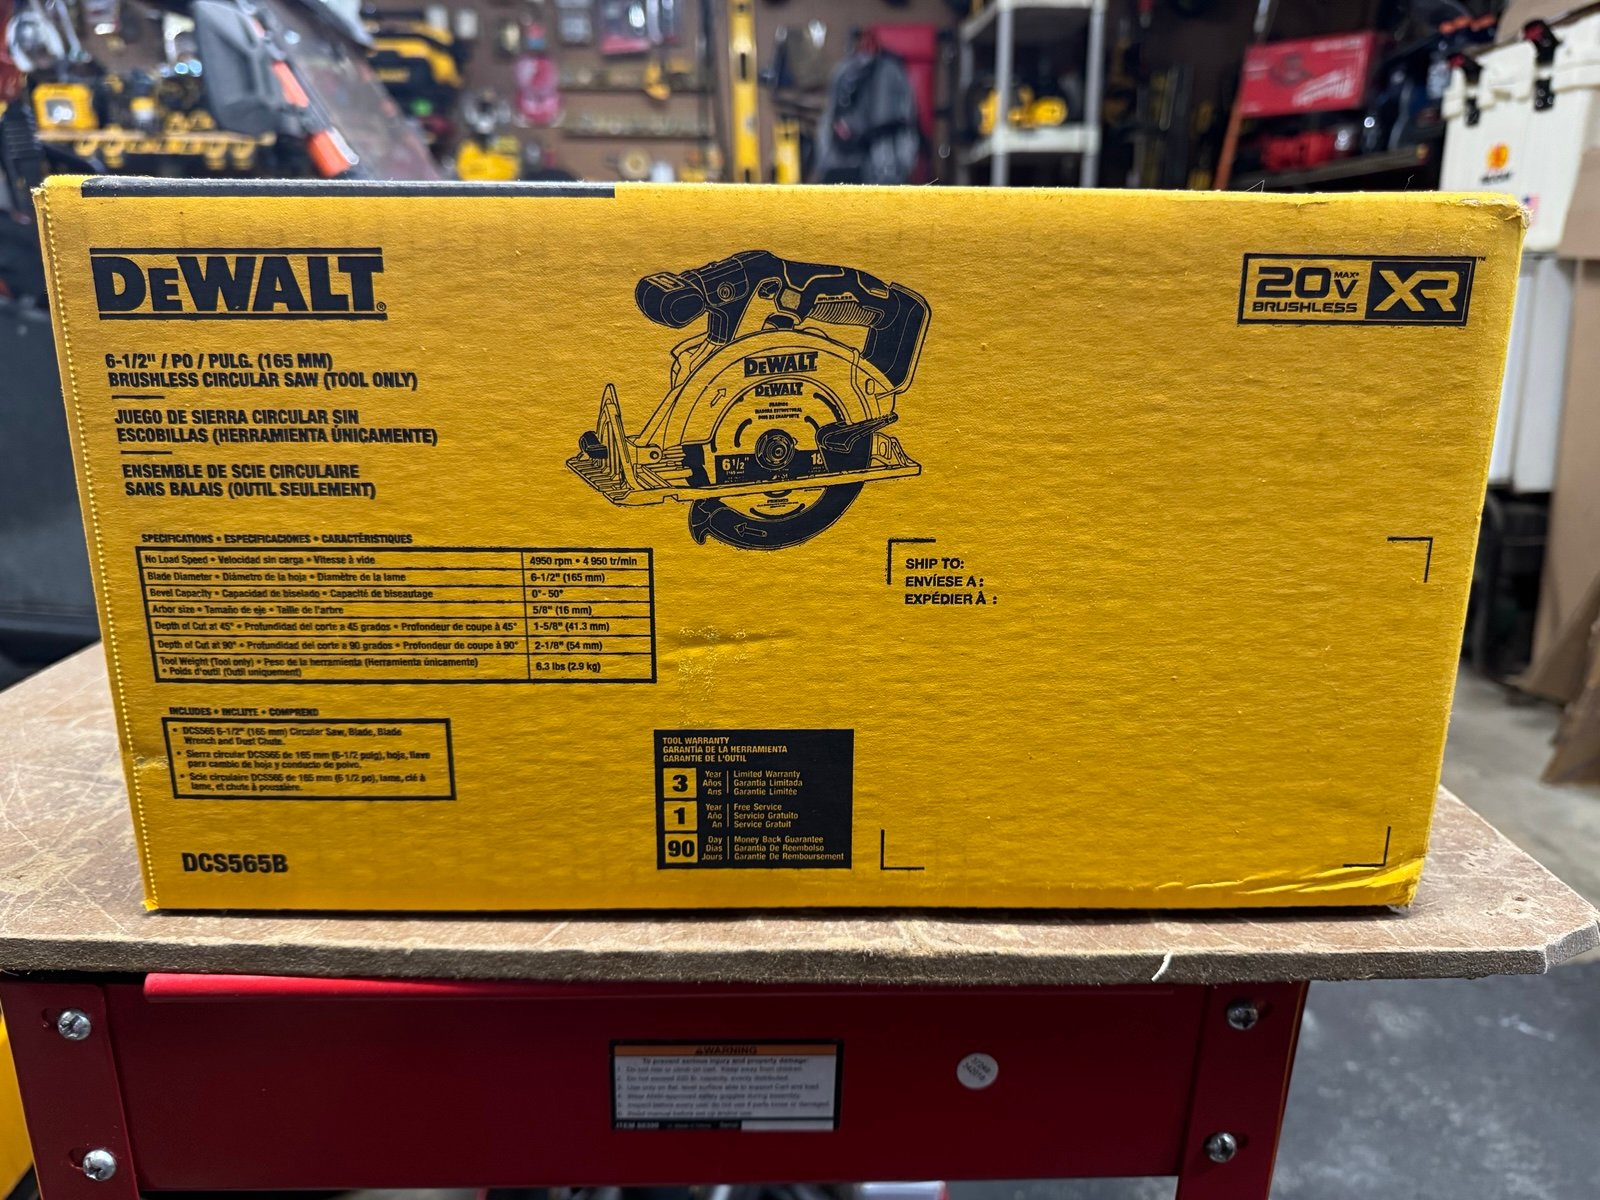 DEWALT®
6-1/2" / PO / PULG. (165 MM)
BRUSHLESS CIRCULAR SAW (TOOL ONLY)
JUEGO DE SIERRA CIRCULAR SIN
ESCOBILLAS (HERRAMIENTA ÚNICAMENTE)
ENSEMBLE DE SCIE CIRCULAIRE
SANS BALAIS (OUTIL SEULEMENT)
20V MAX* XR™
BRUSHLESS
BRUSHLESS
DEWALT
DEWALT
6 1/2"
18
SPECIFICATIONS • ESPECIFICACIONES • CARACTÉRISTIQUES
No Load Speed • Velocidad sin carga • Vitesse à vide 4950 rpm • 4 950 tr/min
Blade Diameter • Diámetro de la hoja • Diamètre de la lame 6-1/2" (165 mm)
Bevel Capacity • Capacidad de biselado • Capacité de biseautage 0°- 50°
Arbor size • Tamaño de eje • Taille de l'arbre 5/8" (16 mm)
Depth of Cut at 45° • Profundidad del corte a 45 grados • Profondeur de coupe à 45° 1-5/8" (41.3 mm)
Depth of Cut at 90° • Profundidad del corte a 90 grados • Profondeur de coupe à 90° 2-1/8" (54 mm)
Tool Weight (Tool only) • Peso de la herramienta (Herramienta únicamente)
• Poids d'outil (Outil uniquement) 6.3 lbs (2.9 kg)
SHIP TO:
ENVÍESE A :
EXPÉDIER À :
INCLUDES • INCLUYE • COMPREND
• DCS565 6-1/2" (165 mm) Circular Saw, Blade, Blade
Wrench and Dust Chute.
• Sierra circular DCS565 de 165 mm (6-1/2 pulg), hoja, llave
para cambio de hoja y conducto de polvo.
• Scie circulaire DCS565 de 165 mm (6 1/2 po), lame, clé à
lame, et chute à poussière.
TOOL WARRANTY
GARANTÍA DE LA HERRAMIENTA
GARANTIE DE L'OUTIL
3 Year Limited Warranty
Años Garantía Limitada
Ans Garantie Limitée
1 Year Free Service
Año Servicio Gratuito
An Service Gratuit
90 Day Money Back Guarantee
Días Garantía De Reembolso
Jours Garantie De Remboursement
DCS565B
WARNING
To prevent serious injury and property damage: